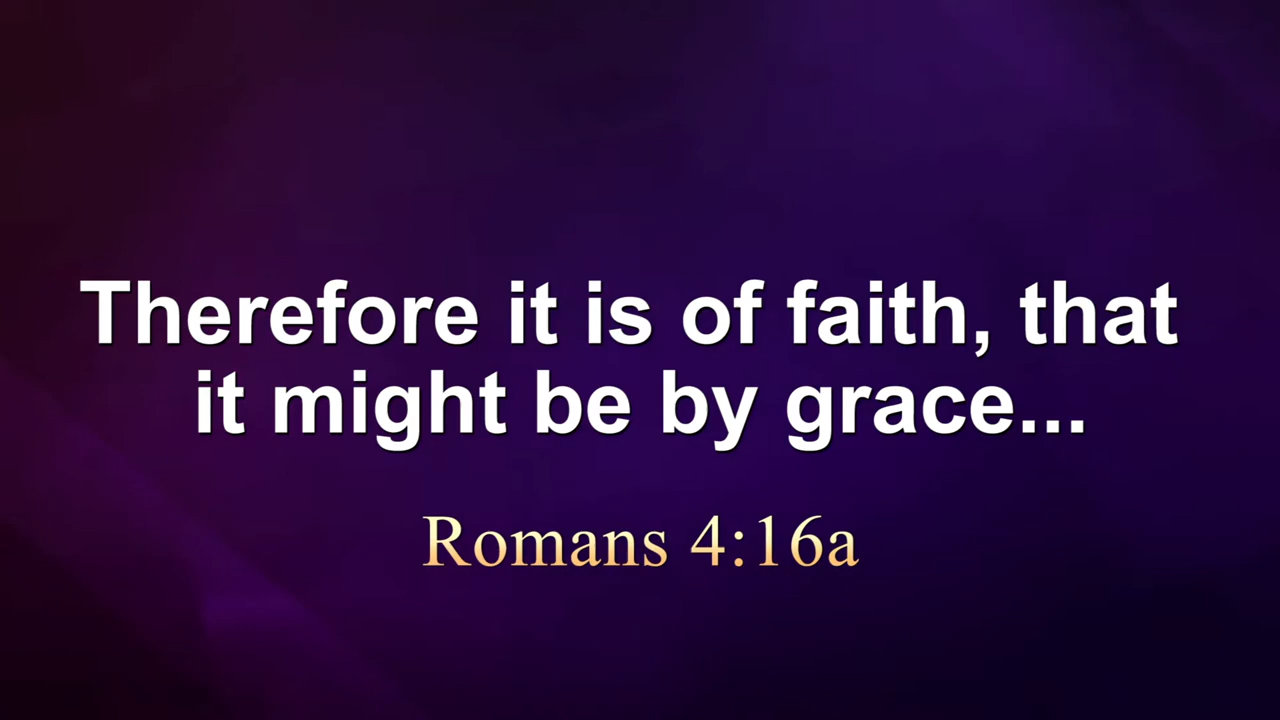 Therefore it is of faith, that
it might be by grace...
Romans 4:16a